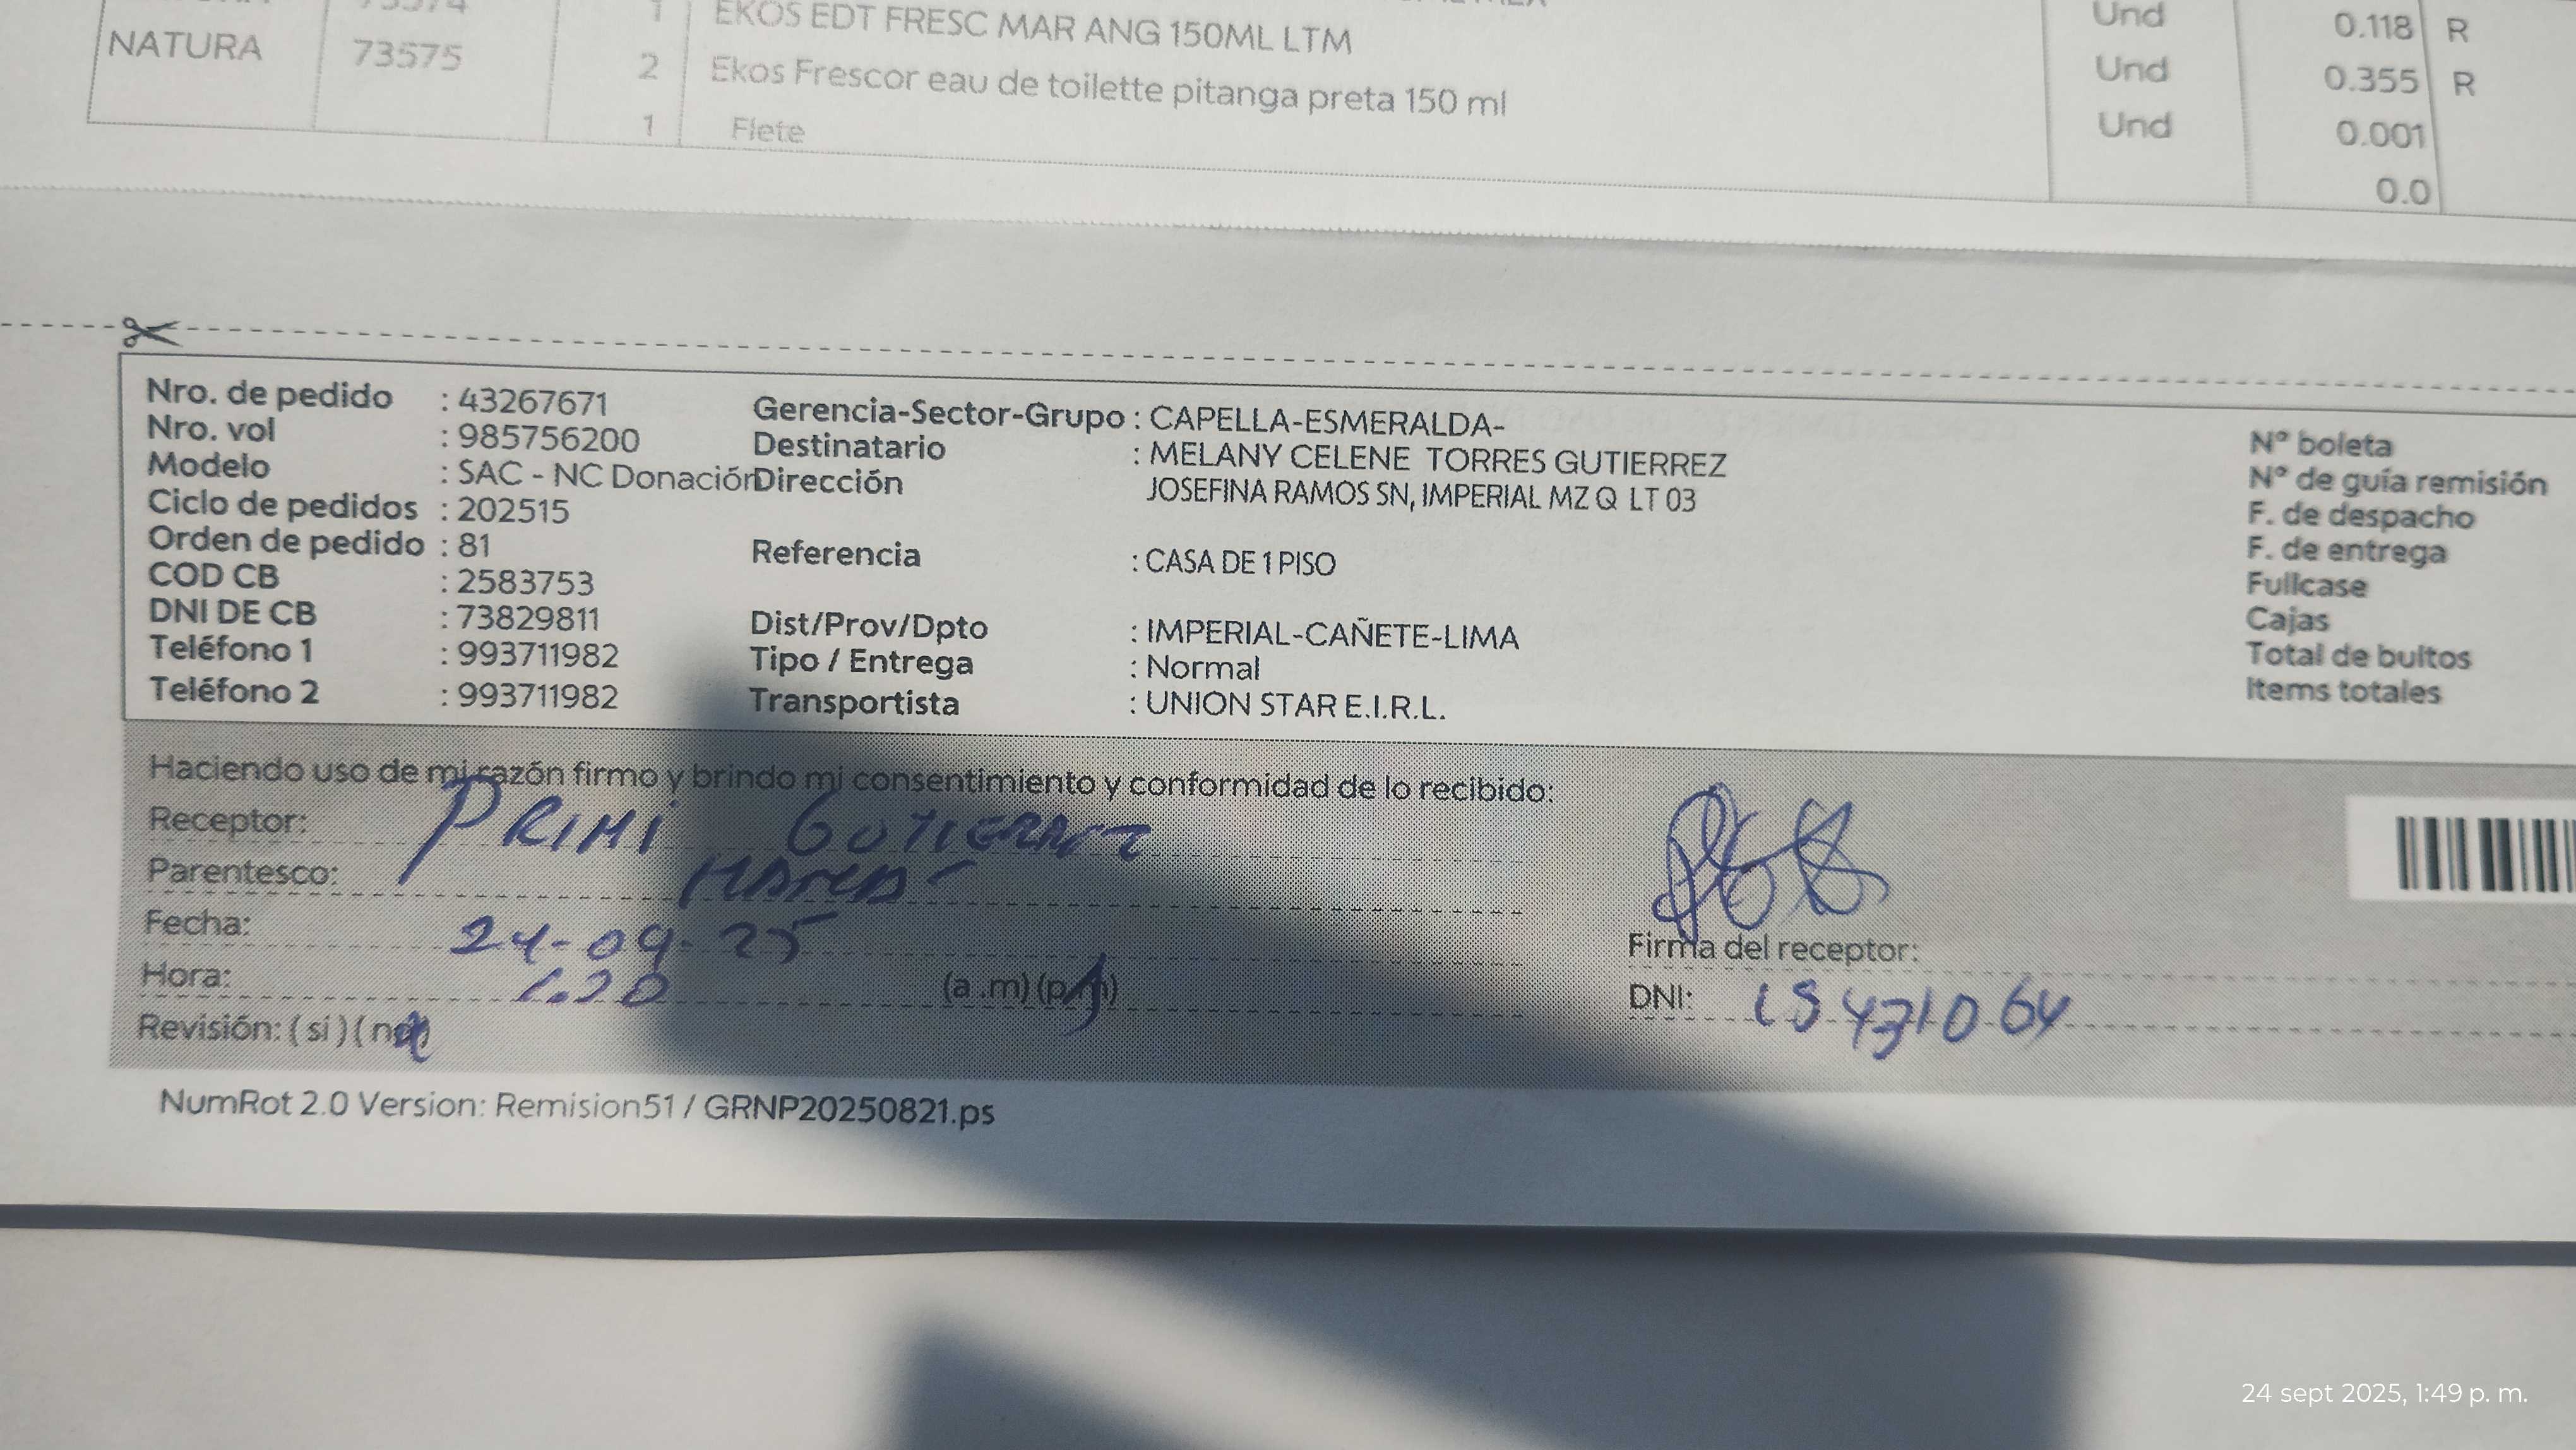 1 EKOS EDT FRESC MAR ANG 150ML LTM Und 0.118 R
NATURA 73575 2 Ekos Frescor eau de toilette pitanga preta 150 ml Und 0.355 R
1 Flete Und 0.001
0.0
Nro. de pedido : 43267671
Nro. vol : 985756200
Modelo : SAC - NC Donación
Ciclo de pedidos : 202515
Orden de pedido : 81
COD CB : 2583753
DNI DE CB : 73829811
Teléfono 1 : 993711982
Teléfono 2 : 993711982
Gerencia-Sector-Grupo : CAPELLA-ESMERALDA-
Destinatario : MELANY CELENE TORRES GUTIERREZ
Dirección JOSEFINA RAMOS SN, IMPERIAL MZ Q LT 03
Referencia : CASA DE 1 PISO
Dist/Prov/Dpto : IMPERIAL-CAÑETE-LIMA
Tipo / Entrega : Normal
Transportista : UNION STAR E.I.R.L.
N° boleta
N° de guía remisión
F. de despacho
F. de entrega
Fullcase
Cajas
Total de bultos
Items totales
Haciendo uso de mi razón firmo y brindo mi consentimiento y conformidad de lo recibido:
Receptor: PRIMI GUTIERREZ
Parentesco:
Fecha: 24-09-25
Hora: 1.20 (a .m) (p.m)
Revisión: ( si ) ( no)
Firma del receptor:
DNI: 15431064
NumRot 2.0 Version: Remision51 / GRNP20250821.ps
24 sept 2025, 1:49 p. m.